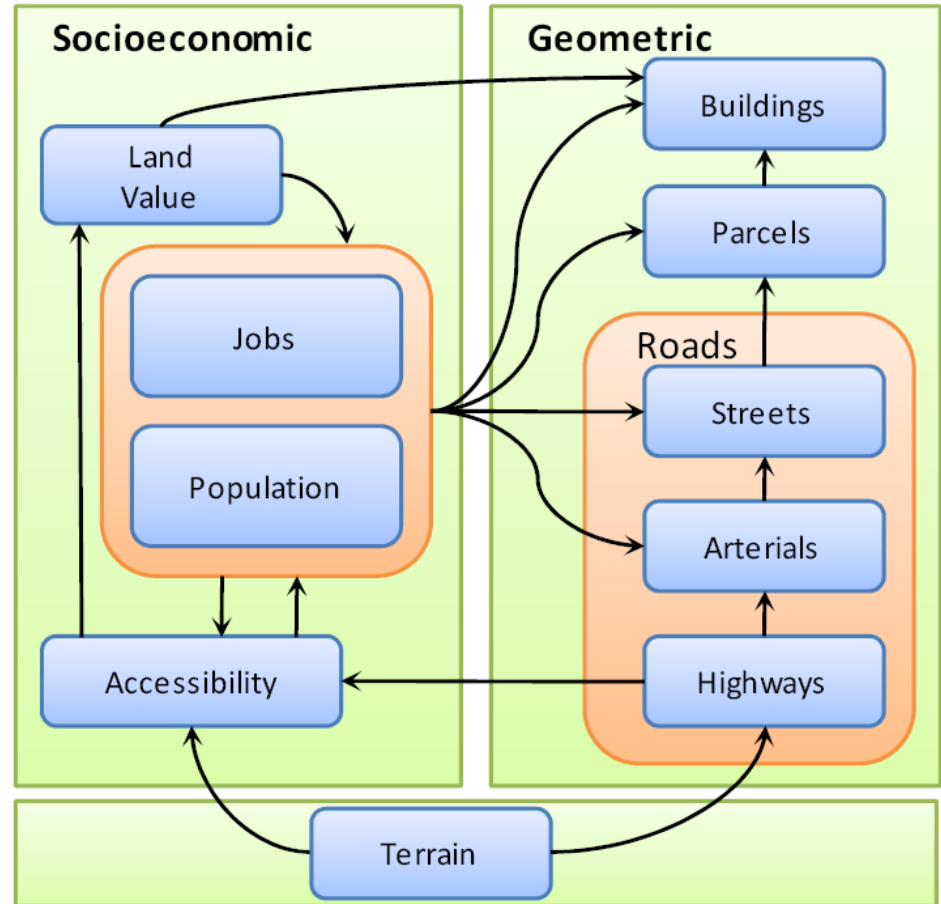 Socioeconomic
Land
Value
Jobs
Population
Accessibility
Geometric
Buildings
Parcels
Roads
Streets
Arterials
Highways
Terrain